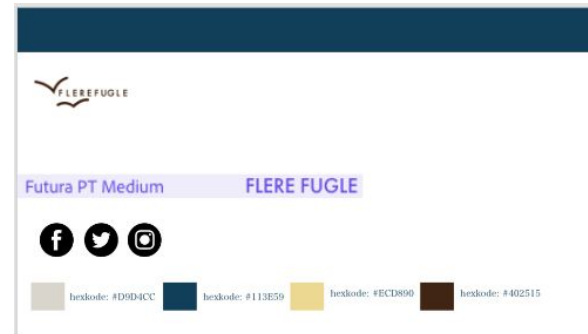 FLEREFUGLE
Futura PT Medium FLERE FUGLE
hexkode: #D9D4CC hexkode: #113E59 hexkode: #ECD890 hexkode: #402515